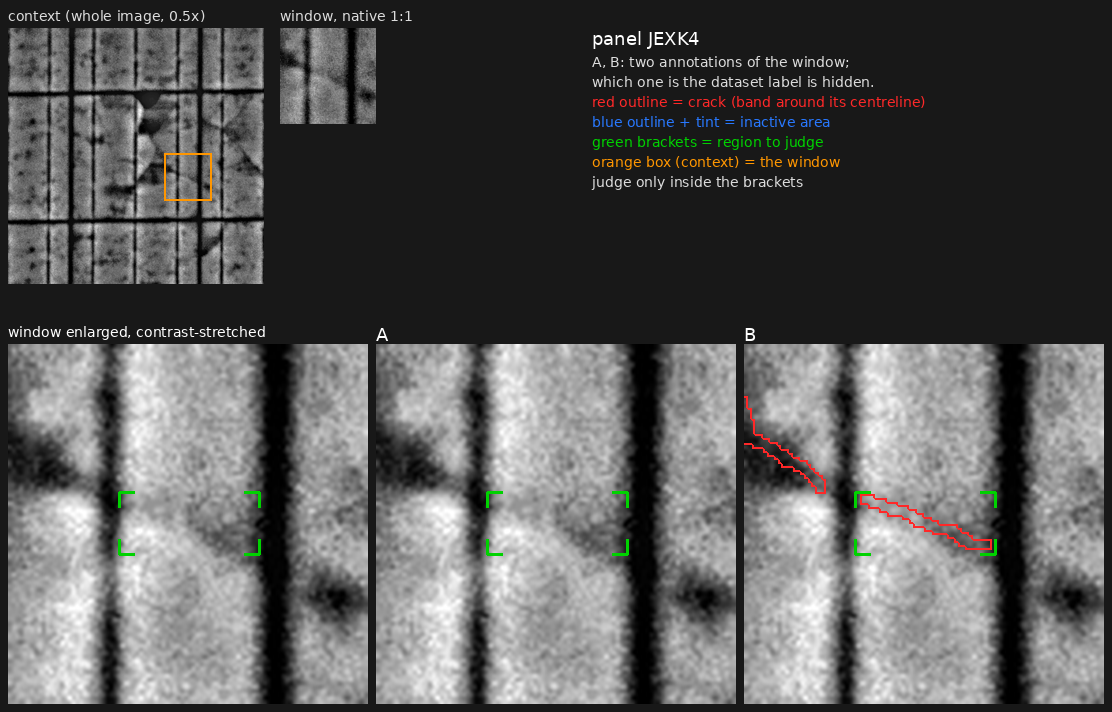 context (whole image, 0.5x)
window, native 1:1
panel JEXK4
A, B: two annotations of the window;
which one is the dataset label is hidden.
red outline = crack (band around its centreline)
blue outline + tint = inactive area
green brackets = region to judge
orange box (context) = the window
judge only inside the brackets
window enlarged, contrast-stretched
A
B